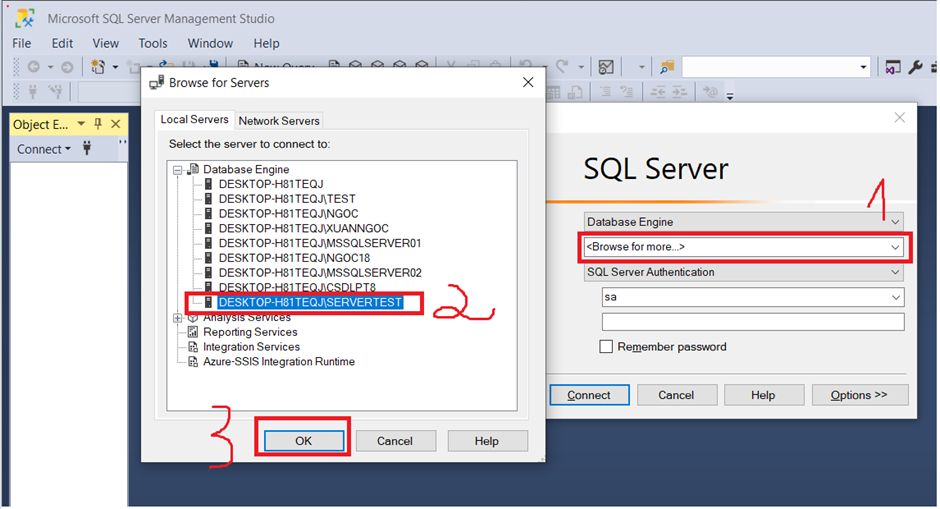 Microsoft SQL Server Management Studio
File Edit View Tools Window Help
New Query
Object E...
Connect
Browse for Servers
Local Servers Network Servers
Select the server to connect to:
Database Engine
DESKTOP-H81TEQJ
DESKTOP-H81TEQJ\TEST
DESKTOP-H81TEQJ\NGOC
DESKTOP-H81TEQJ\XUANNGOC
DESKTOP-H81TEQJ\MSSQLSERVER01
DESKTOP-H81TEQJ\NGOC18
DESKTOP-H81TEQJ\MSSQLSERVER02
DESKTOP-H81TEQJ\CSDLPT8
DESKTOP-H81TEQJ\SERVERTEST
Analysis Services
Reporting Services
Integration Services
Azure-SSIS Integration Runtime
2
3
OK Cancel Help
SQL Server
1
Database Engine
<Browse for more...>
SQL Server Authentication
sa
Remember password
Connect Cancel Help Options >>